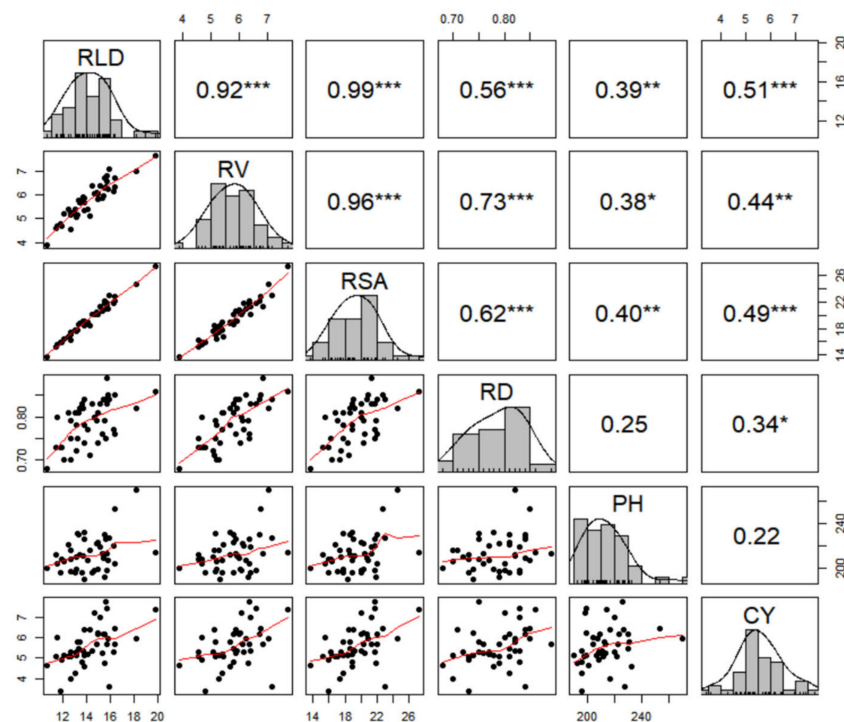 4 5 6 7 0.70 0.80 4 5 6 7
RLD 0.92*** 0.99*** 0.56*** 0.39** 0.51*** 12 16 20
4 5 6 7 RV 0.96*** 0.73*** 0.38* 0.44**
RSA 0.62*** 0.40** 0.49*** 14 18 22 26
0.70 0.80 RD 0.25 0.34*
PH 0.22 200 240
4 5 6 7 CY
12 14 16 18 20 14 18 22 26 200 240